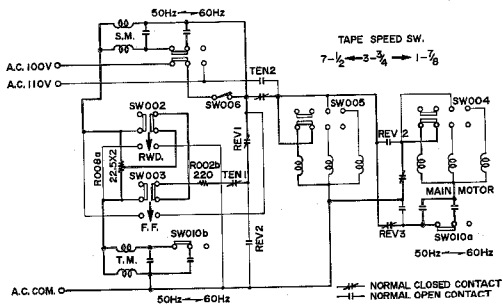 50Hz 60Hz
S.M.
TAPE SPEED SW.
7-1/2 3-3/4 1-7/8
A.C. 100V
A.C. 110V
TEN2
SW006
SW005
SW004
SW002
REV1
REV 2
RWD.
R008a
22.5X2
SW003
R002b
220
TEN 1
F.F.
MAIN MOTOR
REV2
REV3
SW010a
T.M.
SW010b
50Hz 60Hz
A.C. COM.
50Hz 60Hz
NORMAL CLOSED CONTACT
NORMAL OPEN CONTACT